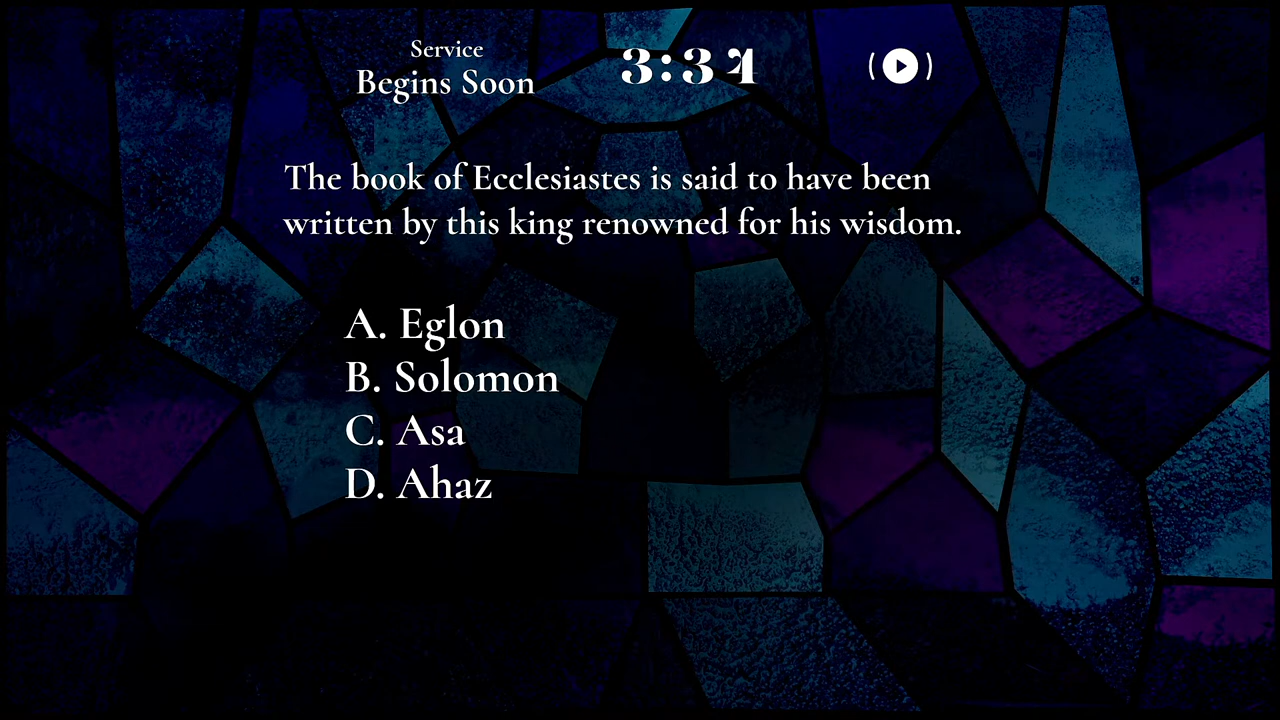 Service
Begins Soon
3:3
The book of Ecclesiastes is said to have been
written by this king renowned for his wisdom.
A. Eglon
B. Solomon
C. Asa
D. Ahaz